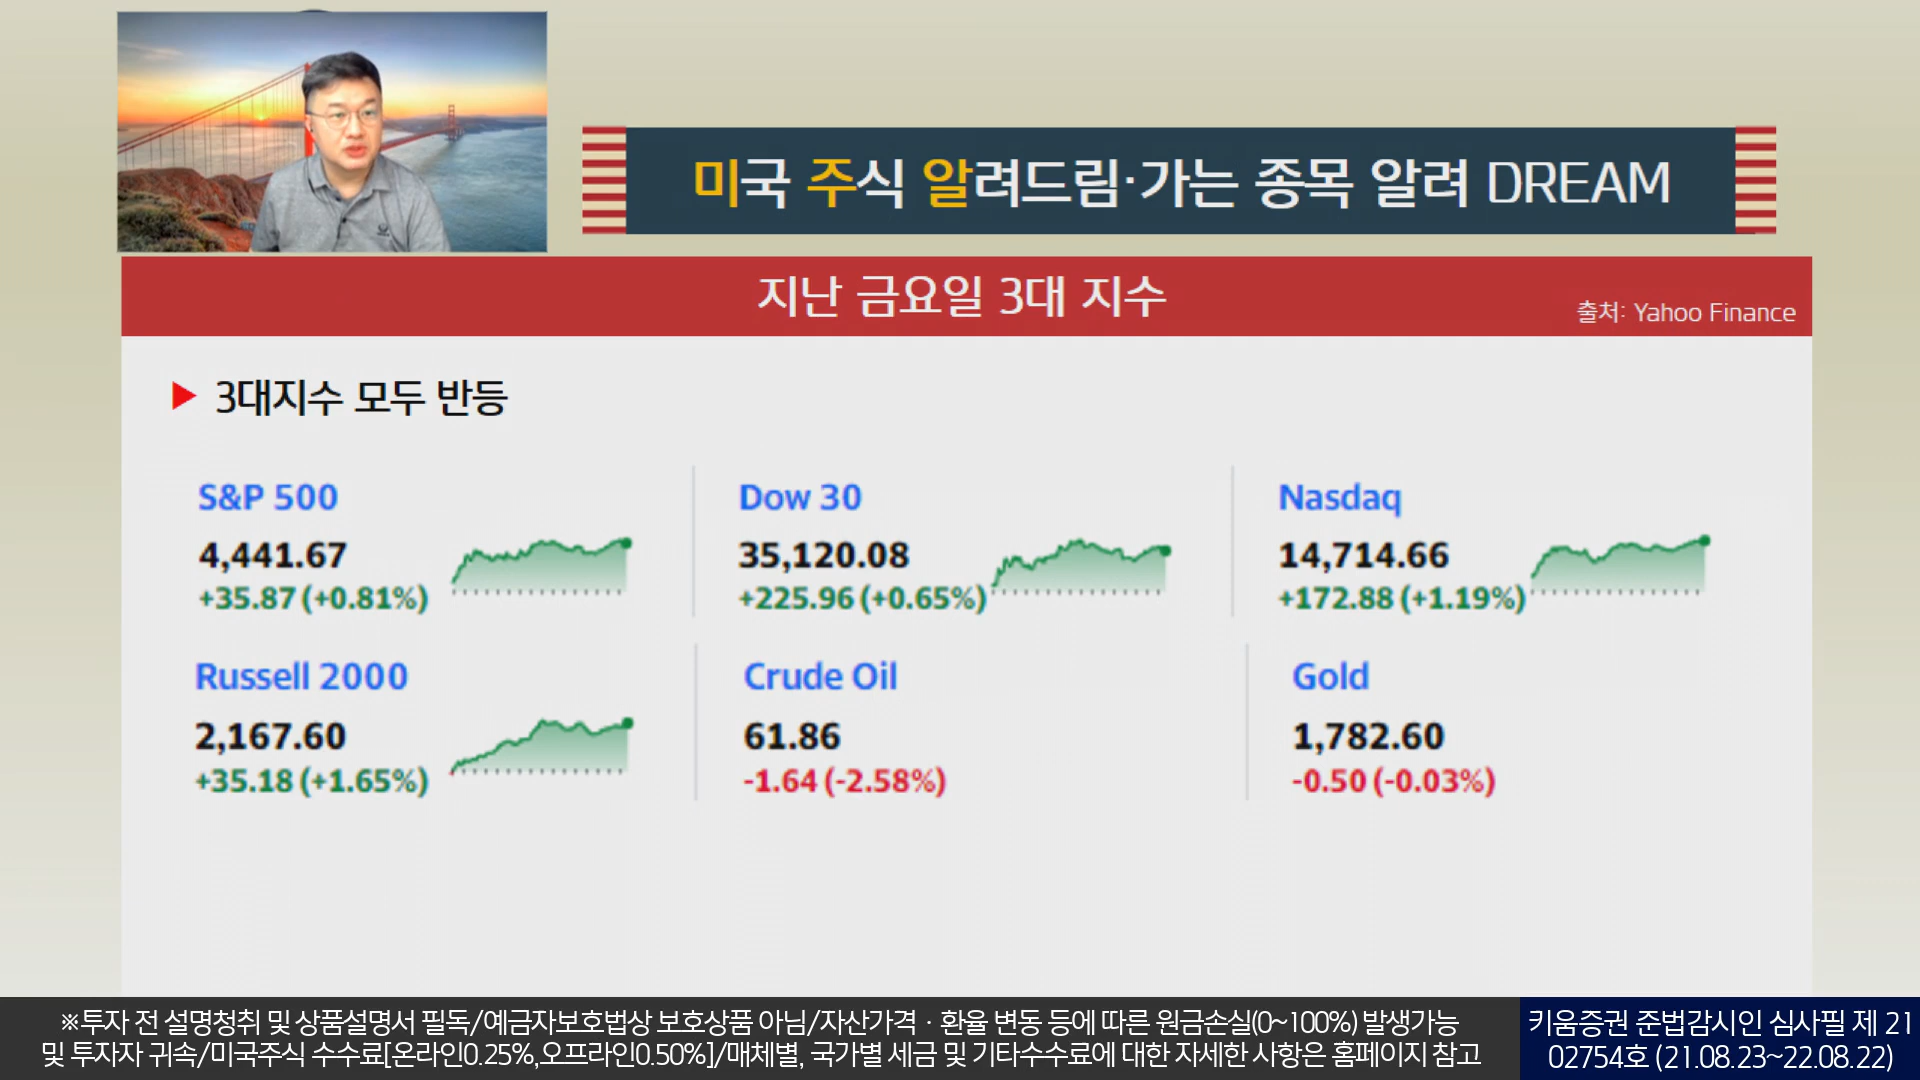 미국 주식 알려드림·가는 종목 알려 DREAM
지난 금요일 3대 지수
출처: Yahoo Finance
▶ 3대지수 모두 반등
S&P 500
4,441.67
+35.87 (+0.81%)
Dow 30
35,120.08
+225.96 (+0.65%)
Nasdaq
14,714.66
+172.88 (+1.19%)
Russell 2000
2,167.60
+35.18 (+1.65%)
Crude Oil
61.86
-1.64 (-2.58%)
Gold
1,782.60
-0.50 (-0.03%)
※투자 전 설명청취 및 상품설명서 필독/예금자보호법상 보호상품 아님/자산가격 · 환율 변동 등에 따른 원금손실(0~100%) 발생가능
및 투자자 귀속/미국주식 수수료[온라인0.25%,오프라인0.50%]/매체별, 국가별 세금 및 기타수수료에 대한 자세한 사항은 홈페이지 참고
키움증권 준법감시인 심사필 제 21
02754호 (21.08.23~22.08.22)